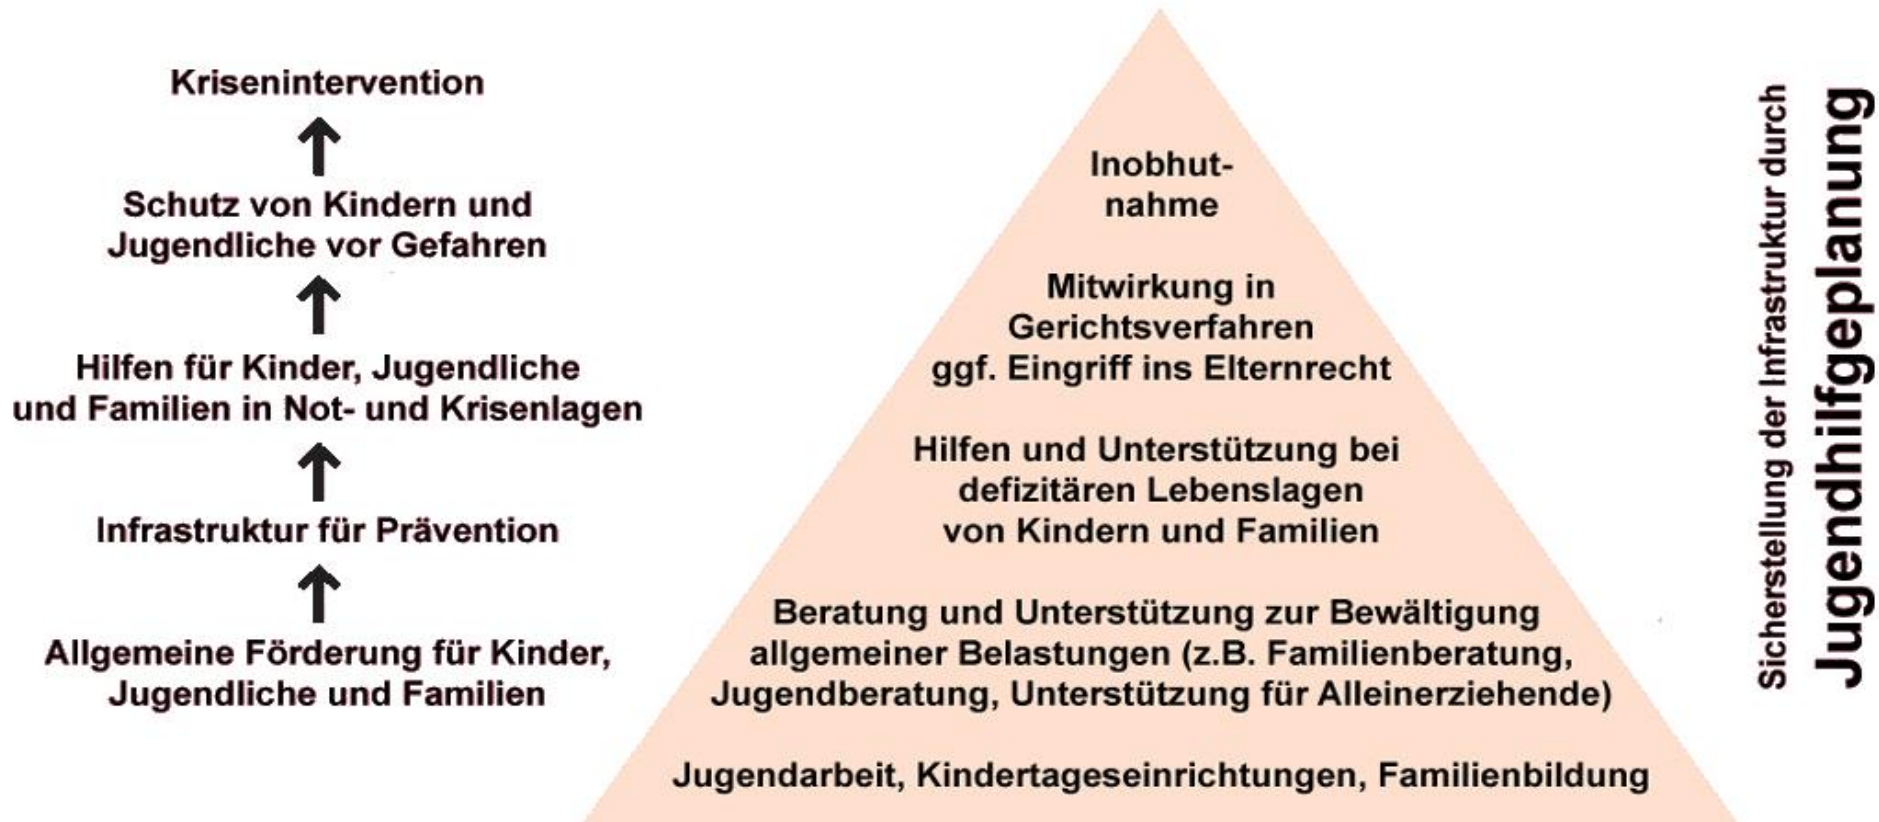 Krisenintervention
Schutz von Kindern und
Jugendliche vor Gefahren
Hilfen für Kinder, Jugendliche
und Familien in Not- und Krisenlagen
Infrastruktur für Prävention
Allgemeine Förderung für Kinder,
Jugendliche und Familien
Inobhut-
nahme
Mitwirkung in
Gerichtsverfahren
ggf. Eingriff ins Elternrecht
Hilfen und Unterstützung bei
defizitären Lebenslagen
von Kindern und Familien
Beratung und Unterstützung zur Bewältigung
allgemeiner Belastungen (z.B. Familienberatung,
Jugendberatung, Unterstützung für Alleinerziehende)
Jugendarbeit, Kindertageseinrichtungen, Familienbildung
Sicherstellung der Infrastruktur durch
Jugendhilfgeplanung